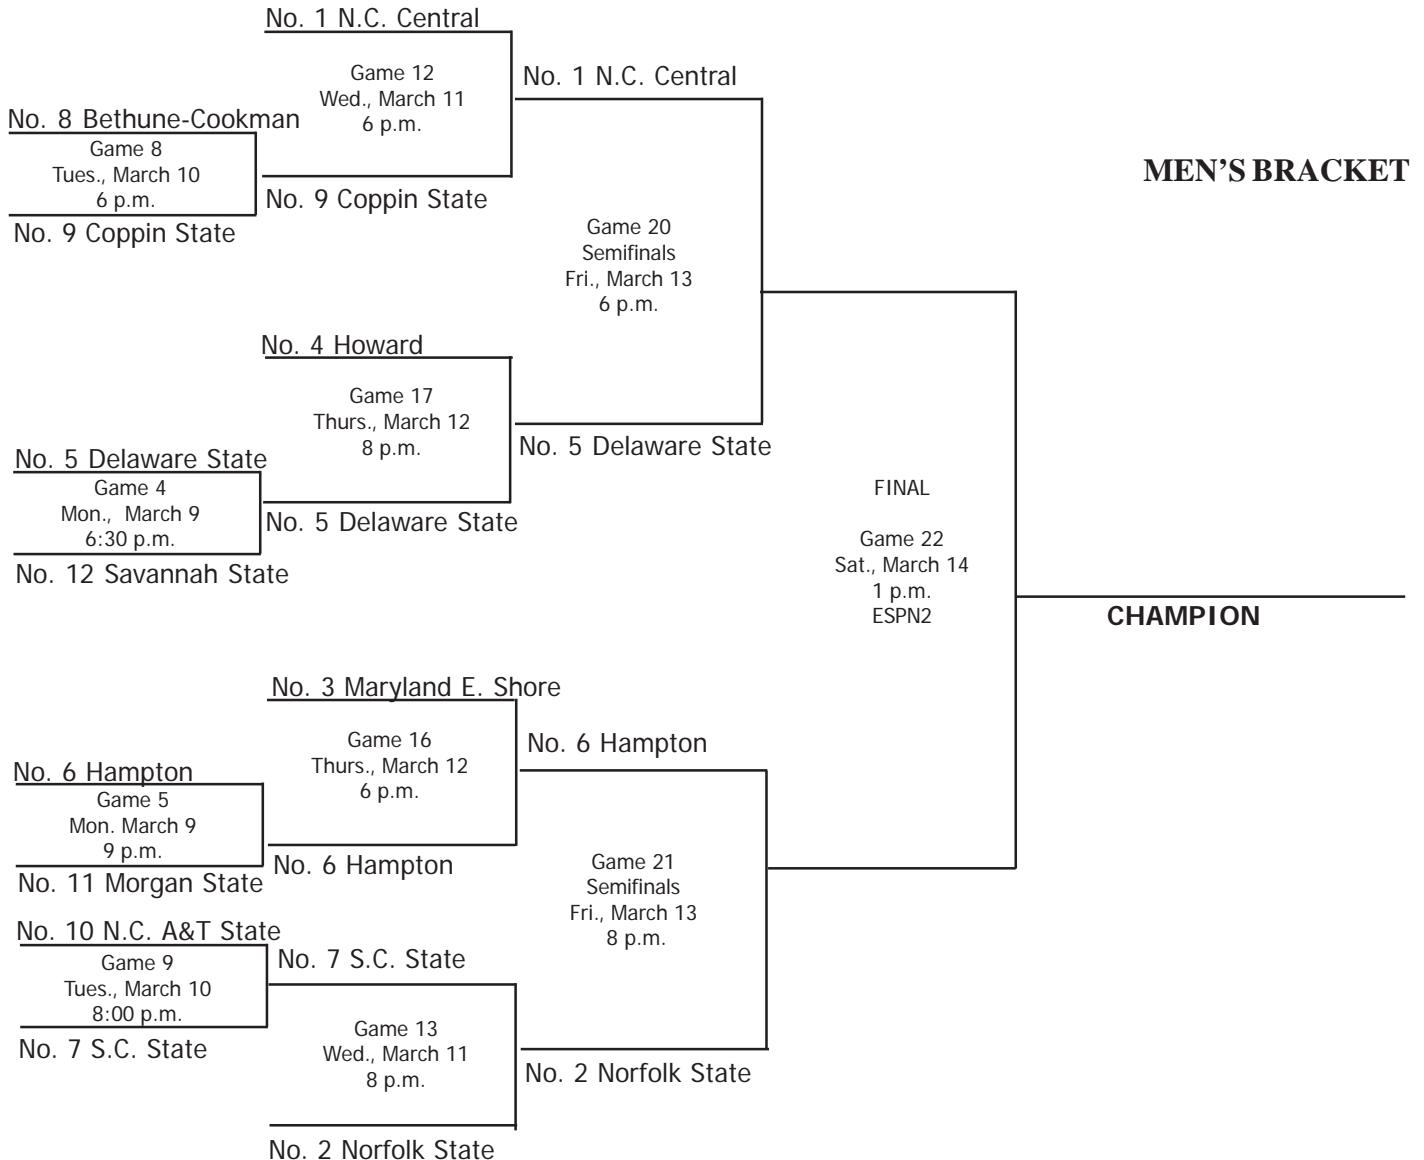 No. 1 N.C. Central
Game 12
Wed., March 11
6 p.m.
No. 1 N.C. Central
No. 8 Bethune-Cookman
Game 8
Tues., March 10
6 p.m.
No. 9 Coppin State
No. 9 Coppin State
MEN'S BRACKET
Game 20
Semifinals
Fri., March 13
6 p.m.
No. 4 Howard
Game 17
Thurs., March 12
8 p.m.
No. 5 Delaware State
No. 5 Delaware State
Game 4
Mon., March 9
6:30 p.m.
No. 5 Delaware State
No. 12 Savannah State
FINAL
Game 22
Sat., March 14
1 p.m.
ESPN2
CHAMPION
No. 3 Maryland E. Shore
Game 16
Thurs., March 12
6 p.m.
No. 6 Hampton
No. 6 Hampton
Game 5
Mon. March 9
9 p.m.
No. 6 Hampton
No. 11 Morgan State
Game 21
Semifinals
Fri., March 13
8 p.m.
No. 10 N.C. A&T State
Game 9
Tues., March 10
8:00 p.m.
No. 7 S.C. State
No. 7 S.C. State
Game 13
Wed., March 11
8 p.m.
No. 2 Norfolk State
No. 2 Norfolk State